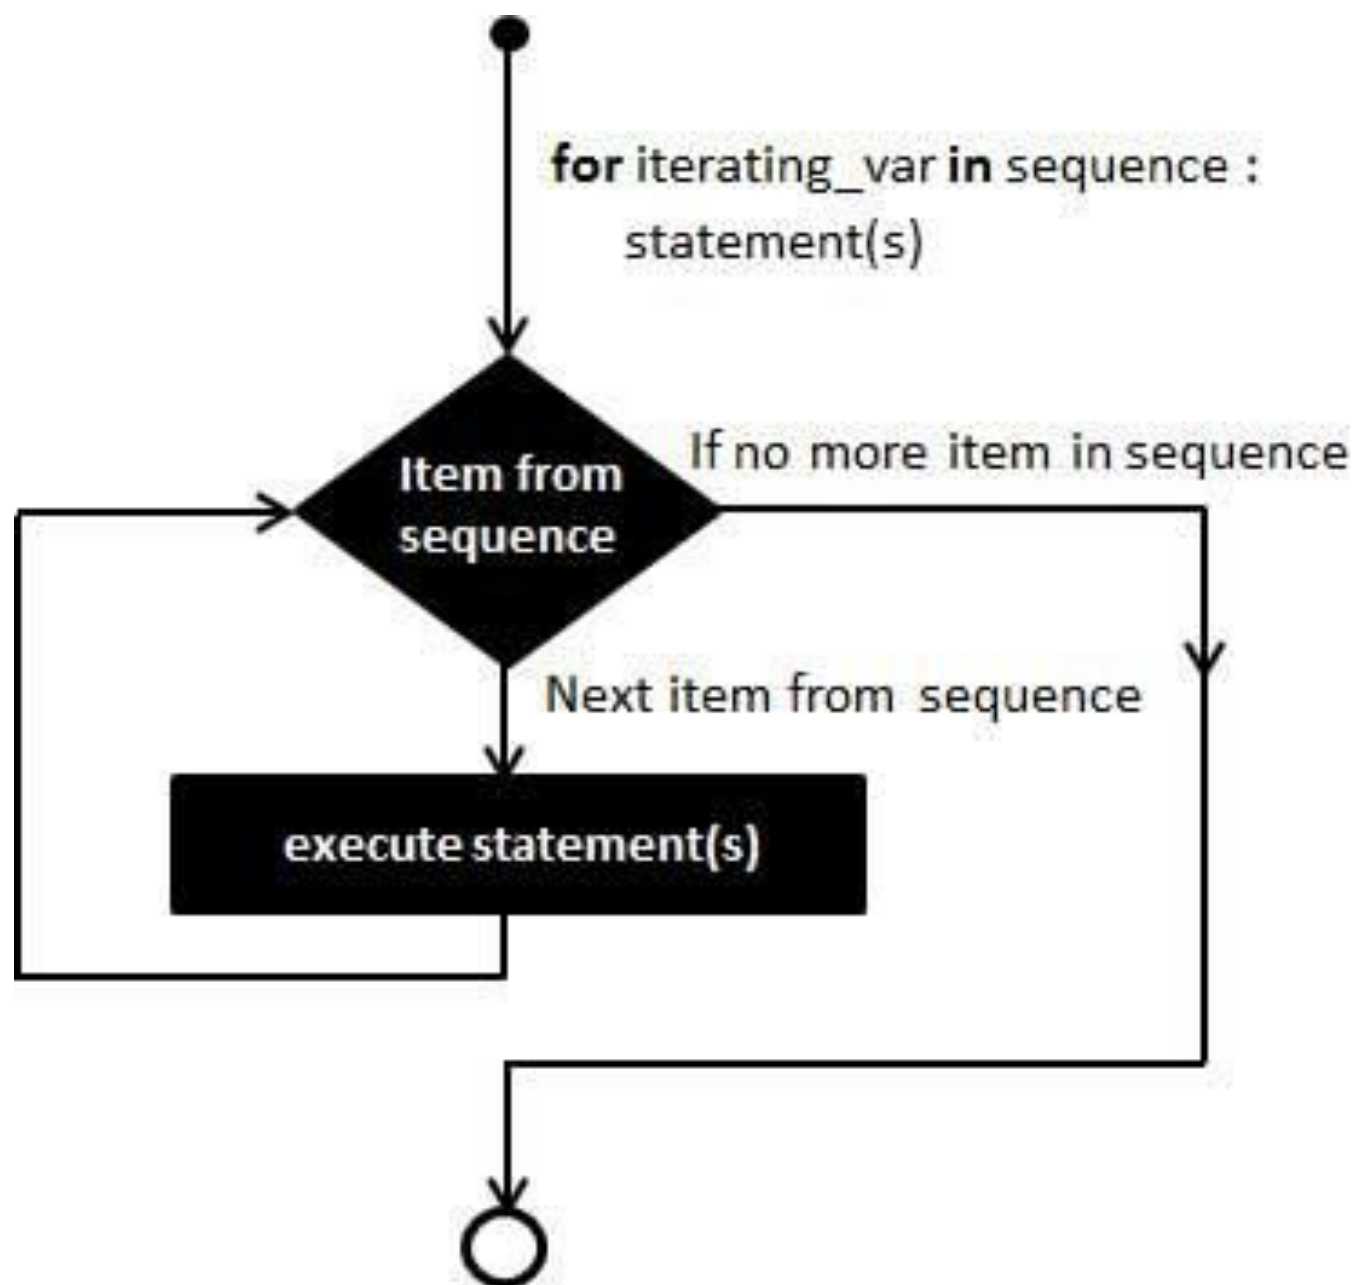 for iterating_var in sequence :
statement(s)
If no more item in sequence
Item from
sequence
Next item from sequence
execute statement(s)